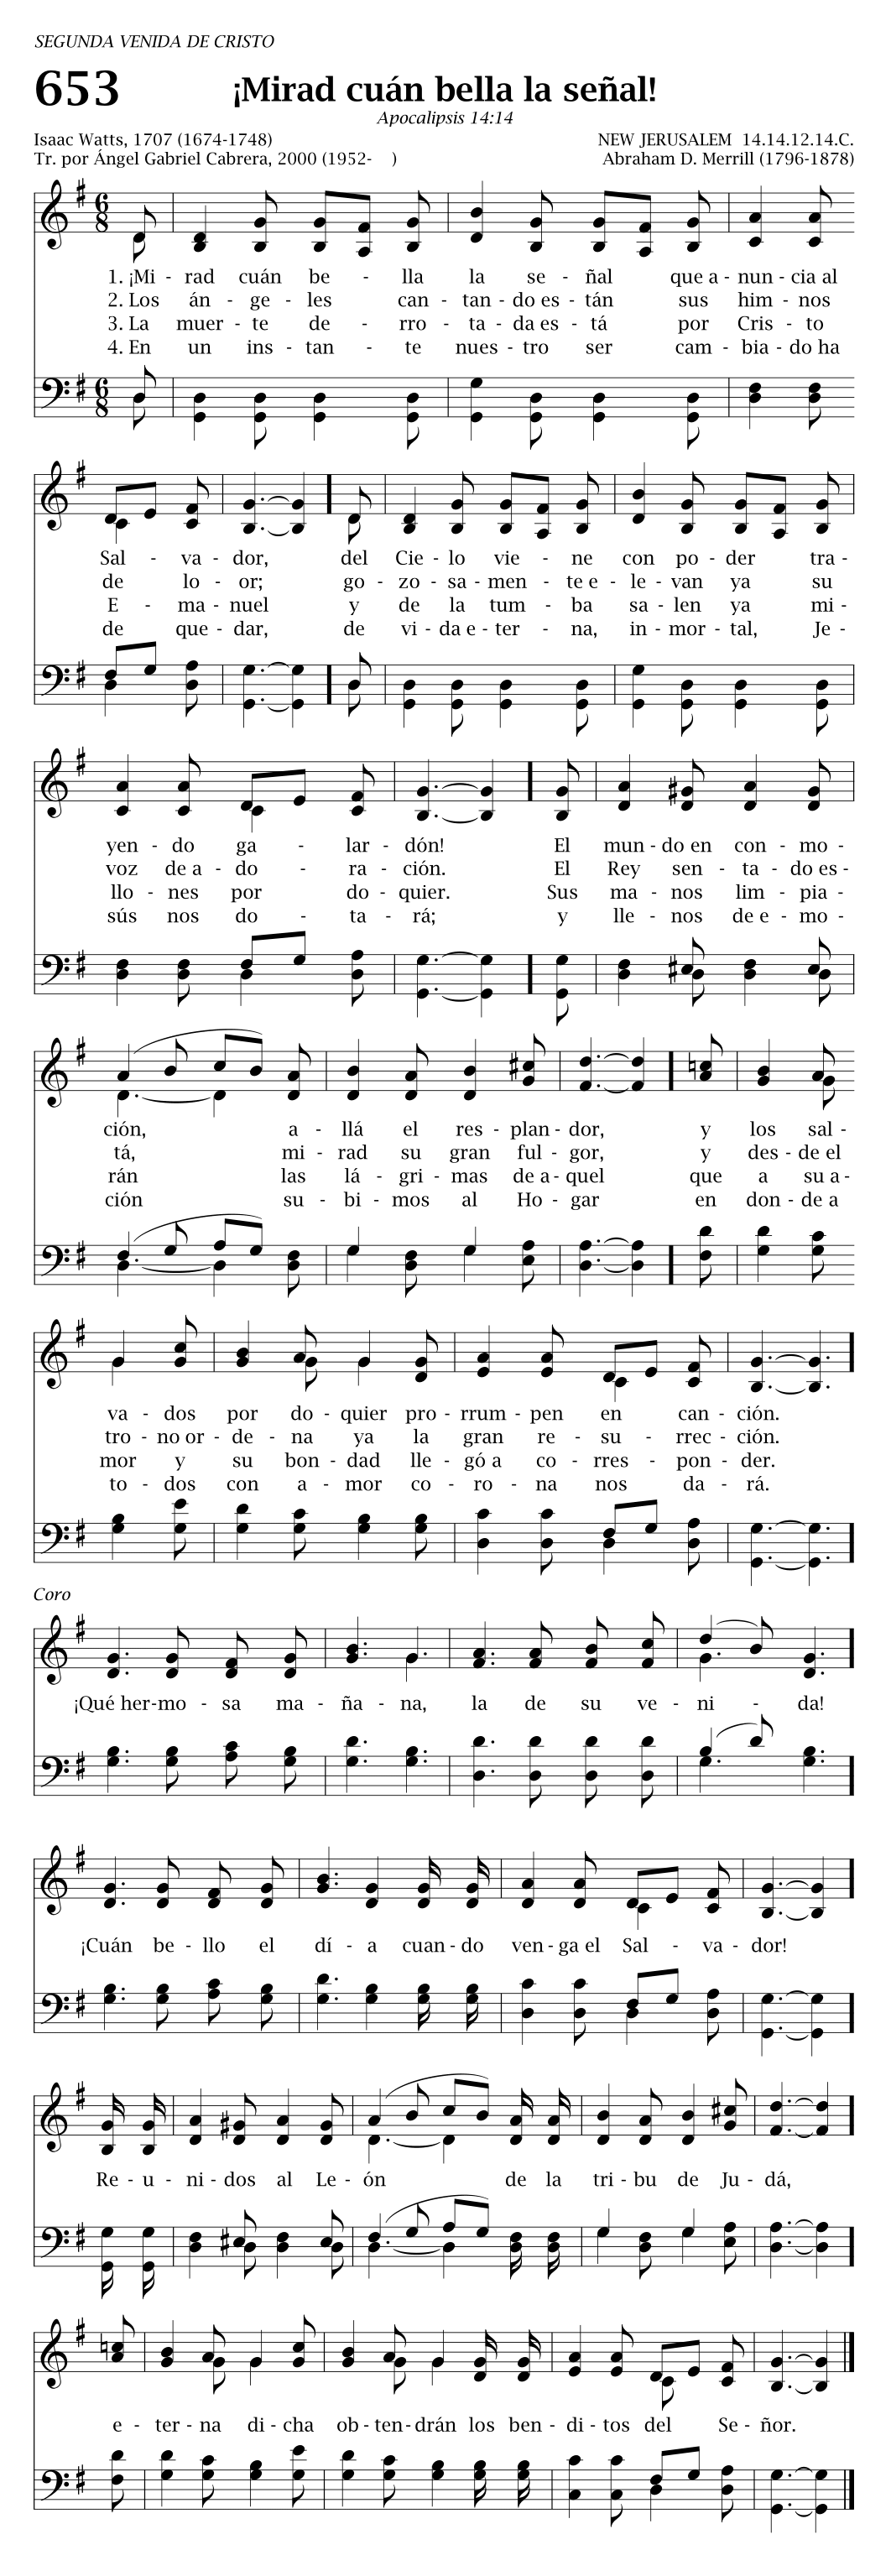 SEGUNDA VENIDA DE CRISTO
653 ¡Mirad cuán bella la señal!
Apocalipsis 14:14
Isaac Watts, 1707 (1674-1748) NEW JERUSALEM 14.14.12.14.C.
Tr. por Ángel Gabriel Cabrera, 2000 (1952- ) Abraham D. Merrill (1796-1878)
6 8
1. ¡Mi - rad cuán be - lla la se - ñal que a - nun - cia al
2. Los án - ge - les can - tan - do es - tán sus him - nos
3. La muer - te de - rro - ta - da es - tá por Cris - to
4. En un ins - tan - te nues - tro ser cam - bia - do ha
6 8
Sal - va - dor, del Cie - lo vie - ne con po - der tra -
de lo - or; go - zo - sa - men - te e - le - van ya su
E - ma - nuel y de la tum - ba sa - len ya mi -
de que - dar, de vi - da e - ter - na, in - mor - tal, Je -
yen - do ga - lar - dón! El mun - do en con - mo -
voz de a - do - ra - ción. El Rey sen - ta - do es -
llo - nes por do - quier. Sus ma - nos lim - pia -
sús nos do - ta - rá; y lle - nos de e - mo -
ción, a - llá el res - plan - dor, y los sal -
tá, mi - rad su gran ful - gor, y des - de el
rán las lá - gri - mas de a - quel que a su a -
ción su - bi - mos al Ho - gar en don - de a
va - dos por do - quier pro - rrum - pen en can - ción.
tro - no or - de - na ya la gran re - su - rrec - ción.
mor y su bon - dad lle - gó a co - rres - pon - der.
to - dos con a - mor co - ro - na nos da - rá.
Coro
¡Qué her - mo - sa ma - ña - na, la de su ve - ni - da!
¡Cuán be - llo el dí - a cuan - do ven - ga el Sal - va - dor!
Re - u - ni - dos al Le - ón de la tri - bu de Ju - dá,
e - ter - na di - cha ob - ten - drán los ben - di - tos del Se - ñor.